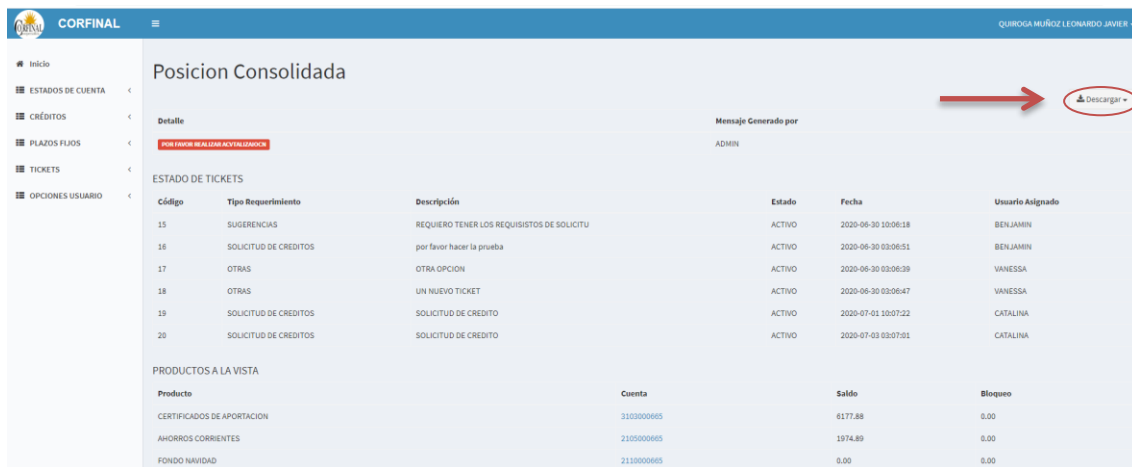 CORFINAL CORFINAL QUIROGA MUÑOZ LEONARDO JAVIER
Inicio
ESTADOS DE CUENTA
CRÉDITOS
PLAZOS FIJOS
TICKETS
OPCIONES USUARIO
Posicion Consolidada
Descargar
Detalle Mensaje Generado por
POR FAVOR REALIZAR ACVTALIZAKICN ADMIN
ESTADO DE TICKETS
Código Tipo Requerimiento Descripción Estado Fecha Usuario Asignado
15 SUGERENCIAS REQUIERO TENER LOS REQUISISTOS DE SOLICITU ACTIVO 2020-06-30 10:06:18 BENJAMIN
16 SOLICITUD DE CREDITOS por favor hacer la prueba ACTIVO 2020-06-30 03:06:51 BENJAMIN
17 OTRAS OTRA OPCION ACTIVO 2020-06-30 03:06:39 VANESSA
18 OTRAS UN NUEVO TICKET ACTIVO 2020-06-30 03:06:47 VANESSA
19 SOLICITUD DE CREDITOS SOLICITUD DE CREDITO ACTIVO 2020-07-01 10:07:22 CATALINA
20 SOLICITUD DE CREDITOS SOLICITUD DE CREDITO ACTIVO 2020-07-03 03:07:01 CATALINA
PRODUCTOS A LA VISTA
Producto Cuenta Saldo Bloqueo
CERTIFICADOS DE APORTACION 3103000665 6177.88 0.00
AHORROS CORRIENTES 2105000665 1974.89 0.00
FONDO NAVIDAD 2110000665 0.00 0.00